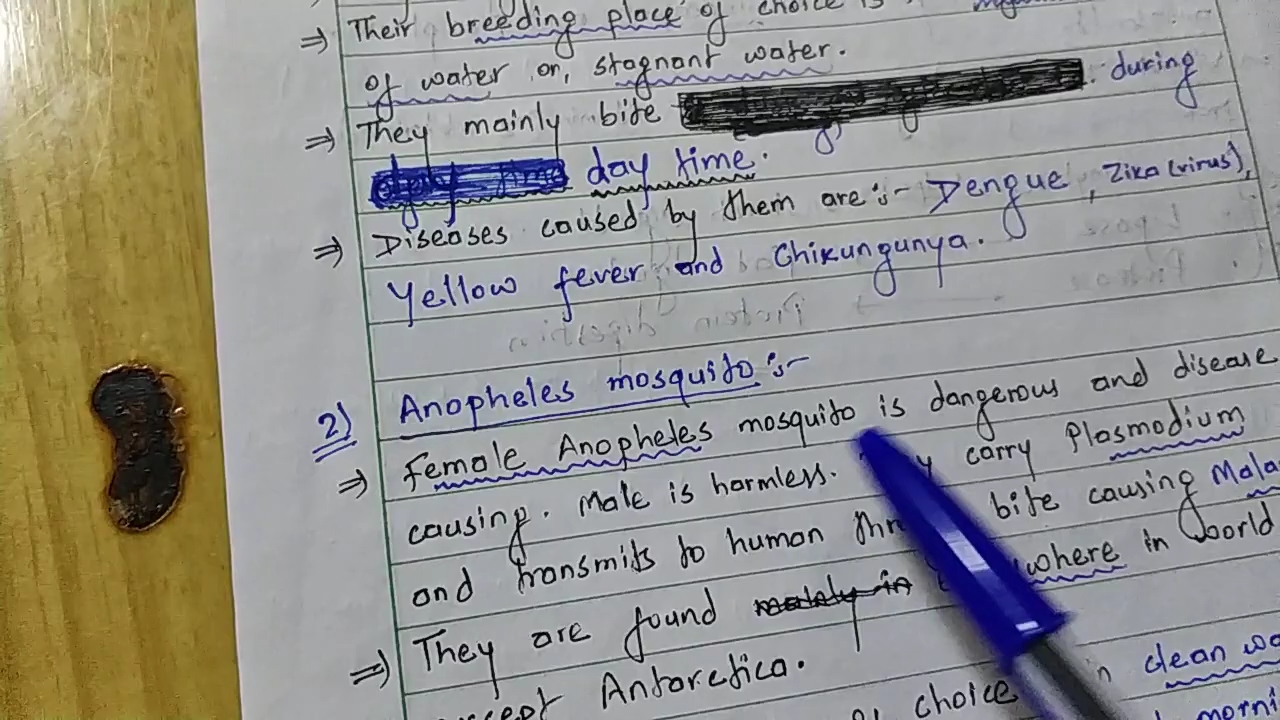 ⇒ Their breeding place of choice is
of water or, stagnant water.
⇒ They mainly bite during
day time.
⇒ Diseases caused by them are :- Dengue, Zika (virus),
Yellow fever and Chikungunya.
2) Anopheles mosquito :-
⇒ Female Anopheles mosquito is dangerous and disease
causing. Male is harmless. carry Plasmodium
and transmits to human bite causing
⇒ They are found in world
Antarctica.
choice in clean